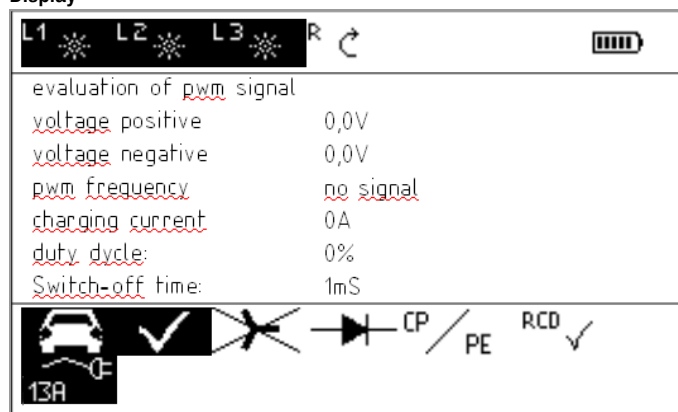 Display
L1 L2 L3 R
evaluation of pwm signal
voltage positive 0,0V
voltage negative 0,0V
pwm frequency no signal
charging current 0A
duty dycle: 0%
Switch-off time: 1mS
CP/PE RCD
13A